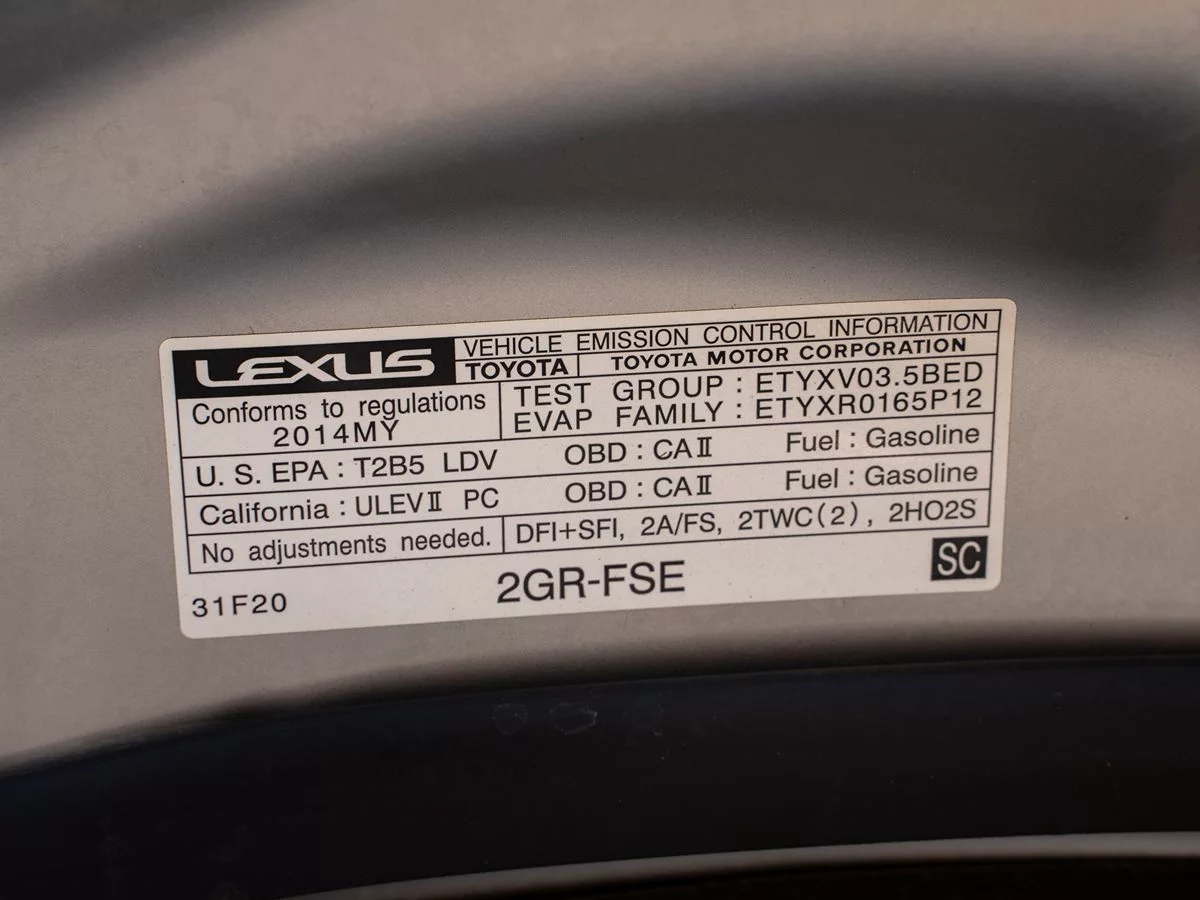 LEXUS
VEHICLE EMISSION CONTROL INFORMATION
TOYOTA TOYOTA MOTOR CORPORATION
Conforms to regulations
2014MY
TEST GROUP : ETYXV03.5BED
EVAP FAMILY : ETYXR0165P12
U. S. EPA : T2B5 LDV OBD : CAⅡ Fuel : Gasoline
California : ULEVⅡ PC OBD : CAⅡ Fuel : Gasoline
No adjustments needed. DFI+SFI, 2A/FS, 2TWC(2), 2HO2S
31F20 2GR-FSE SC